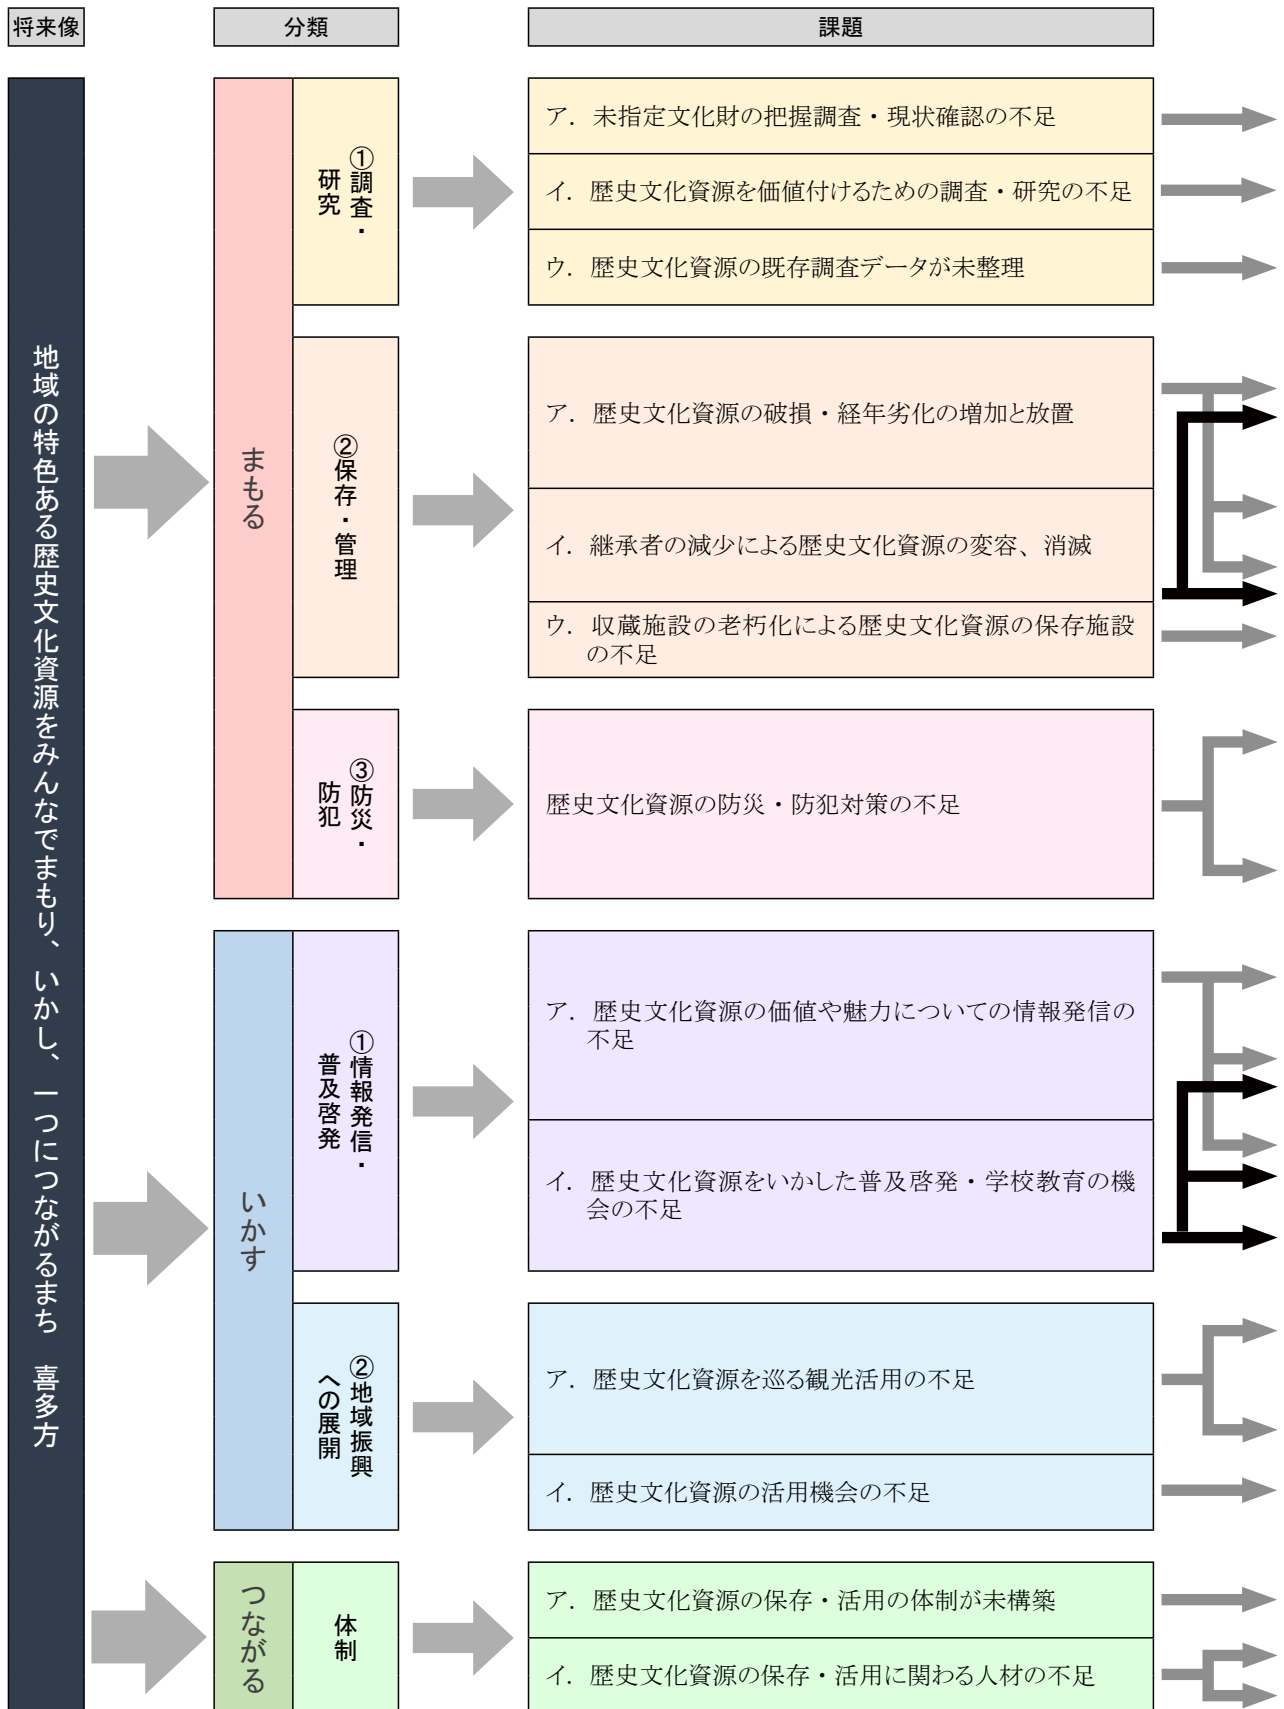 将来像
分類
課題
地域の特色ある歴史文化資源をみんなでまもり、いかし、一つにつながるまち　喜多方
まもる
①調査・
研究
ア．未指定文化財の把握調査・現状確認の不足
イ．歴史文化資源を価値付けるための調査・研究の不足
ウ．歴史文化資源の既存調査データが未整理
②保存・管理
ア．歴史文化資源の破損・経年劣化の増加と放置
イ．継承者の減少による歴史文化資源の変容、消滅
ウ．収蔵施設の老朽化による歴史文化資源の保存施設
の不足
③防災・
防犯
歴史文化資源の防災・防犯対策の不足
いかす
①情報発信・
普及啓発
ア．歴史文化資源の価値や魅力についての情報発信の
不足
イ．歴史文化資源をいかした普及啓発・学校教育の機
会の不足
②地域振興
への展開
ア．歴史文化資源を巡る観光活用の不足
イ．歴史文化資源の活用機会の不足
つながる
体制
ア．歴史文化資源の保存・活用の体制が未構築
イ．歴史文化資源の保存・活用に関わる人材の不足